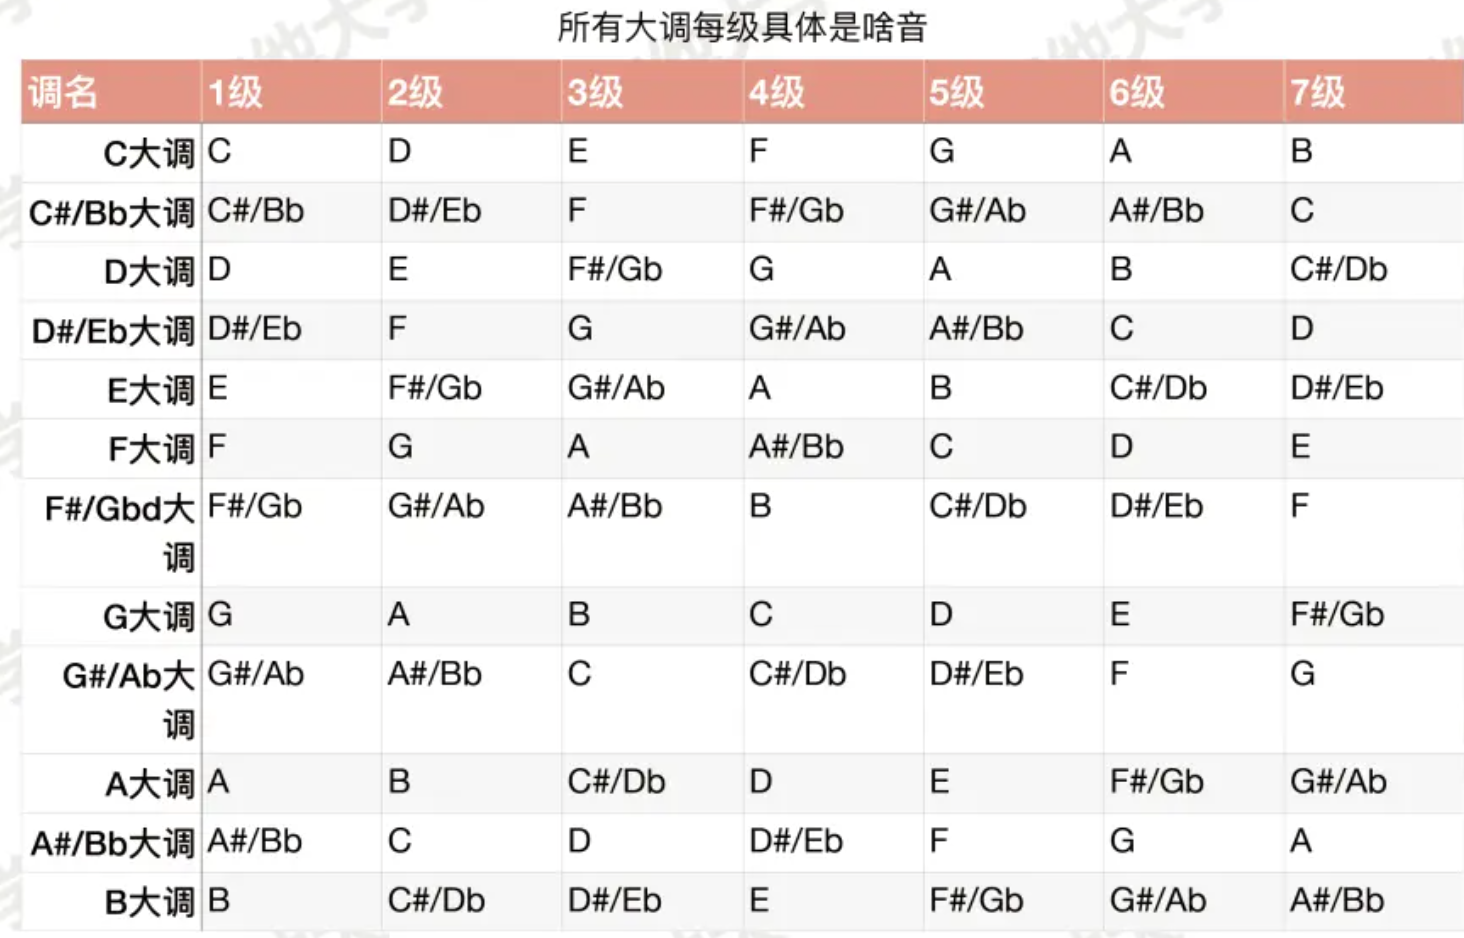 所有大调每级具体是啥音
调名 1级 2级 3级 4级 5级 6级 7级
C大调 C D E F G A B
C#/Bb大调 C#/Bb D#/Eb F F#/Gb G#/Ab A#/Bb C
D大调 D E F#/Gb G A B C#/Db
D#/Eb大调 D#/Eb F G G#/Ab A#/Bb C D
E大调 E F#/Gb G#/Ab A B C#/Db D#/Eb
F大调 F G A A#/Bb C D E
F#/Gbd大 F#/Gb G#/Ab A#/Bb B C#/Db D#/Eb F
调
G大调 G A B C D E F#/Gb
G#/Ab大 G#/Ab A#/Bb C C#/Db D#/Eb F G
调
A大调 A B C#/Db D E F#/Gb G#/Ab
A#/Bb大调 A#/Bb C D D#/Eb F G A
B大调 B C#/Db D#/Eb E F#/Gb G#/Ab A#/Bb